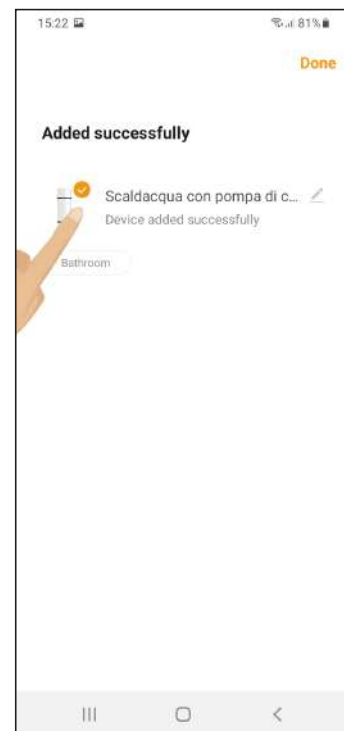 15:22 81%
Done
Added successfully
Scaldacqua con pompa di c...
Device added successfully
Bathroom